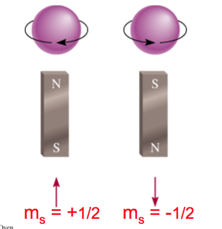 N S
S N
mₛ = +1/2 mₛ = -1/2